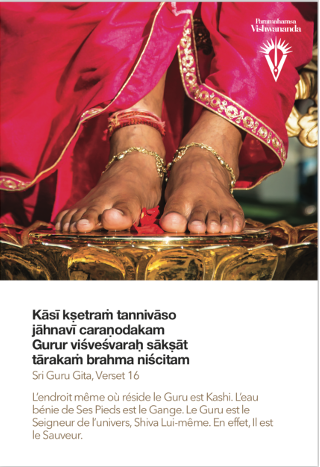 Paramahamsa
Vishwananda
Kāsī kṣetraṁ tannivāso
jāhnavī caraṇodakam
Gurur viśveśvaraḥ sākṣāt
tārakaṁ brahma niścitam
Sri Guru Gita, Verset 16
L'endroit même où réside le Guru est Kashi. L'eau
bénie de Ses Pieds est le Gange. Le Guru est le
Seigneur de l'univers, Shiva Lui-même. En effet, Il est
le Sauveur.